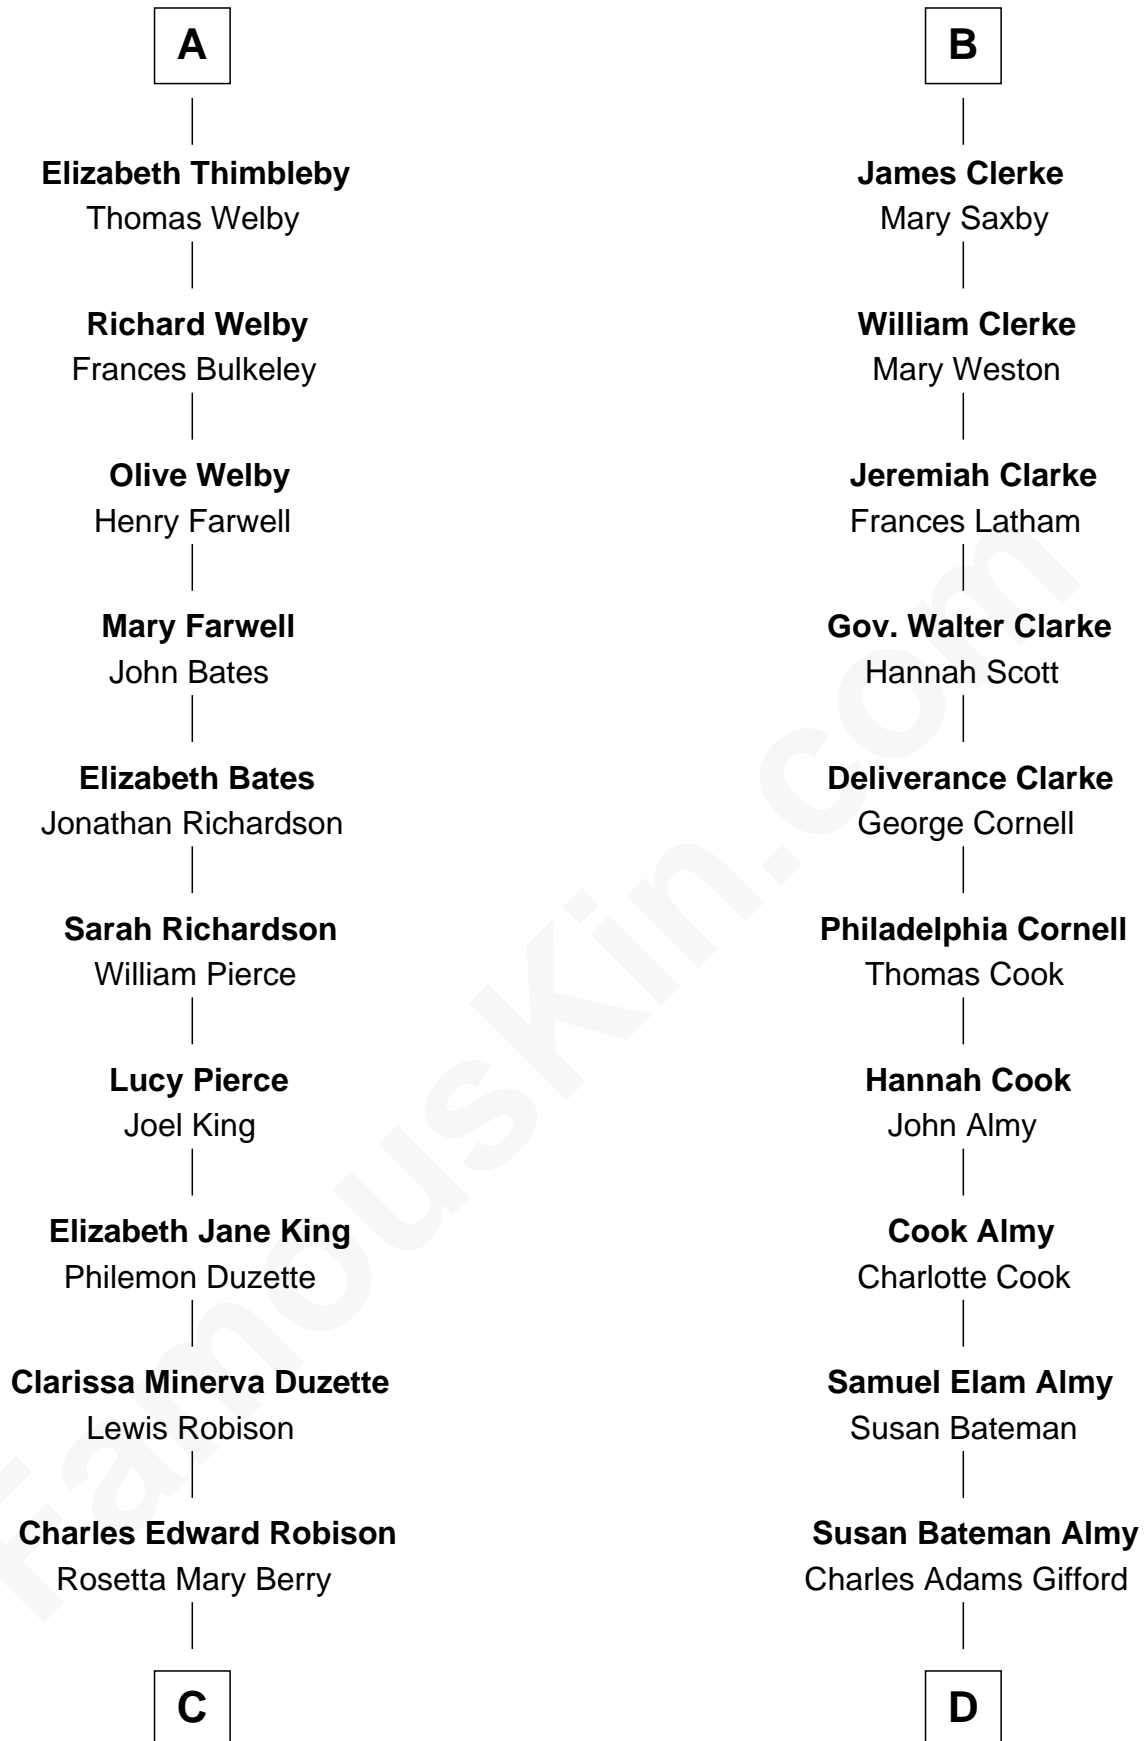 A
Elizabeth Thimbleby
Thomas Welby
Richard Welby
Frances Bulkeley
Olive Welby
Henry Farwell
Mary Farwell
John Bates
Elizabeth Bates
Jonathan Richardson
Sarah Richardson
William Pierce
Lucy Pierce
Joel King
Elizabeth Jane King
Philemon Duzette
Clarissa Minerva Duzette
Lewis Robison
Charles Edward Robison
Rosetta Mary Berry
C
B
James Clerke
Mary Saxby
William Clerke
Mary Weston
Jeremiah Clarke
Frances Latham
Gov. Walter Clarke
Hannah Scott
Deliverance Clarke
George Cornell
Philadelphia Cornell
Thomas Cook
Hannah Cook
John Almy
Cook Almy
Charlotte Cook
Samuel Elam Almy
Susan Bateman
Susan Bateman Almy
Charles Adams Gifford
D
FamousKin.com